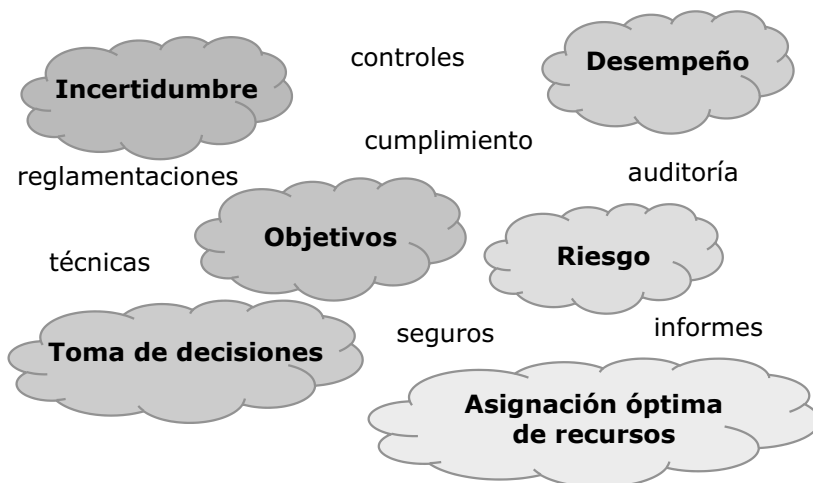 controles
Desempeño
Incertidumbre
cumplimiento
reglamentaciones
auditoría
Objetivos
Riesgo
técnicas
seguros
informes
Toma de decisiones
Asignación óptima
de recursos